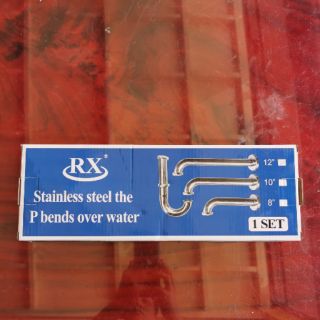 RX®
Stainless steel the
P bends over water
12"
10"
8"
1 SET